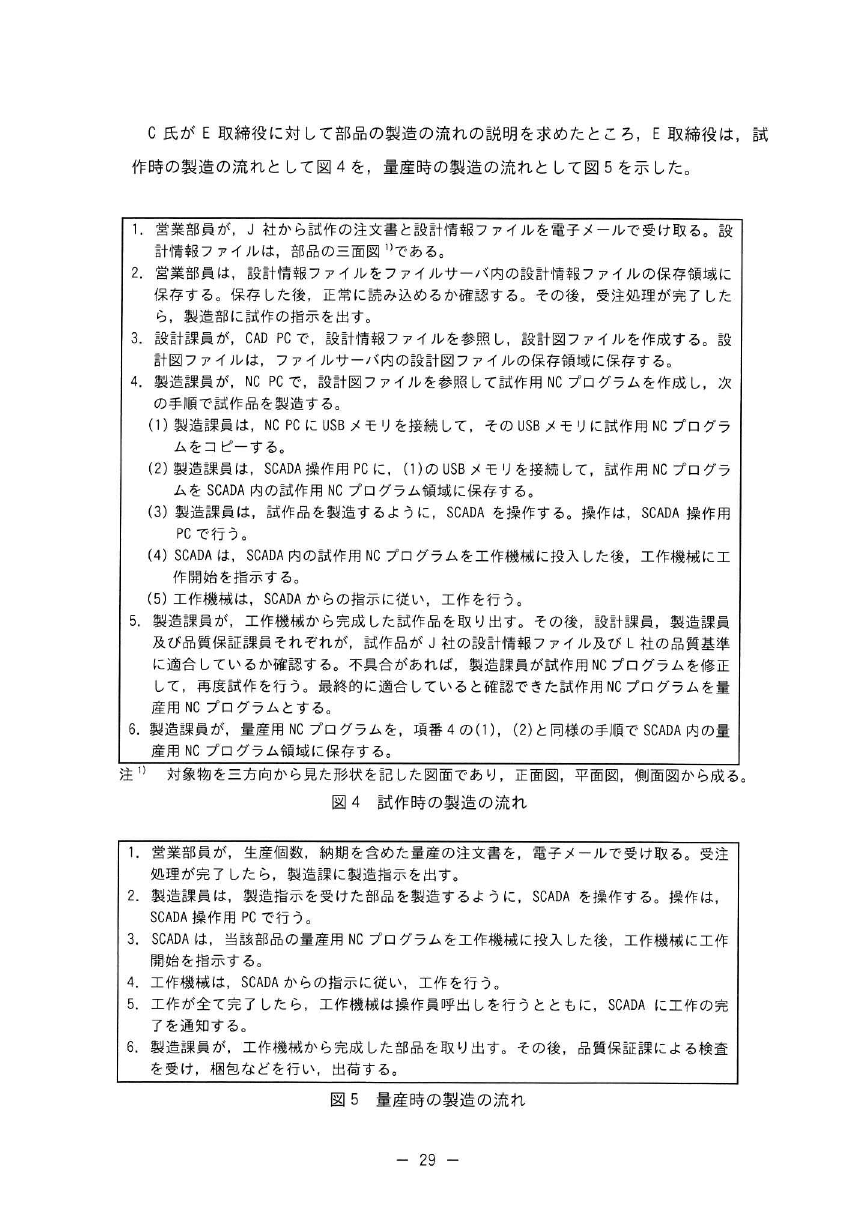 C 氏が E 取締役に対して部品の製造の流れの説明を求めたところ，E 取締役は，試
作時の製造の流れとして図 4 を，量産時の製造の流れとして図 5 を示した。
1. 営業部員が，J 社から試作の注文書と設計情報ファイルを電子メールで受け取る。設
計情報ファイルは，部品の三面図 1)である。
2. 営業部員は，設計情報ファイルをファイルサーバ内の設計情報ファイルの保存領域に
保存する。保存した後，正常に読み込めるか確認する。その後，受注処理が完了した
ら，製造部に試作の指示を出す。
3. 設計課員が，CAD PC で，設計情報ファイルを参照し，設計図ファイルを作成する。設
計図ファイルは，ファイルサーバ内の設計図ファイルの保存領域に保存する。
4. 製造課員が，NC PC で，設計図ファイルを参照して試作用 NC プログラムを作成し，次
の手順で試作品を製造する。
(1) 製造課員は，NC PC に USB メモリを接続して，その USB メモリに試作用 NC プログラ
ムをコピーする。
(2) 製造課員は，SCADA 操作用 PC に，(1)の USB メモリを接続して，試作用 NC プログラ
ムを SCADA 内の試作用 NC プログラム領域に保存する。
(3) 製造課員は，試作品を製造するように，SCADA を操作する。操作は，SCADA 操作用
PC で行う。
(4) SCADA は，SCADA 内の試作用 NC プログラムを工作機械に投入した後，工作機械に工
作開始を指示する。
(5) 工作機械は，SCADA からの指示に従い，工作を行う。
5. 製造課員が，工作機械から完成した試作品を取り出す。その後，設計課員，製造課員
及び品質保証課員それぞれが，試作品が J 社の設計情報ファイル及び L 社の品質基準
に適合しているか確認する。不具合があれば，製造課員が試作用 NC プログラムを修正
して，再度試作を行う。最終的に適合していると確認できた試作用 NC プログラムを量
産用 NC プログラムとする。
6. 製造課員が，量産用 NC プログラムを，項番 4 の(1)，(2)と同様の手順で SCADA 内の量
産用 NC プログラム領域に保存する。
注 1) 対象物を三方向から見た形状を記した図面であり，正面図，平面図，側面図から成る。
図 4 試作時の製造の流れ
1. 営業部員が，生産個数，納期を含めた量産の注文書を，電子メールで受け取る。受注
処理が完了したら，製造課に製造指示を出す。
2. 製造課員は，製造指示を受けた部品を製造するように，SCADA を操作する。操作は，
SCADA 操作用 PC で行う。
3. SCADA は，当該部品の量産用 NC プログラムを工作機械に投入した後，工作機械に工作
開始を指示する。
4. 工作機械は，SCADA からの指示に従い，工作を行う。
5. 工作が全て完了したら，工作機械は操作員呼出しを行うとともに，SCADA に工作の完
了を通知する。
6. 製造課員が，工作機械から完成した部品を取り出す。その後，品質保証課による検査
を受け，梱包などを行い，出荷する。
図 5 量産時の製造の流れ
― 29 ―